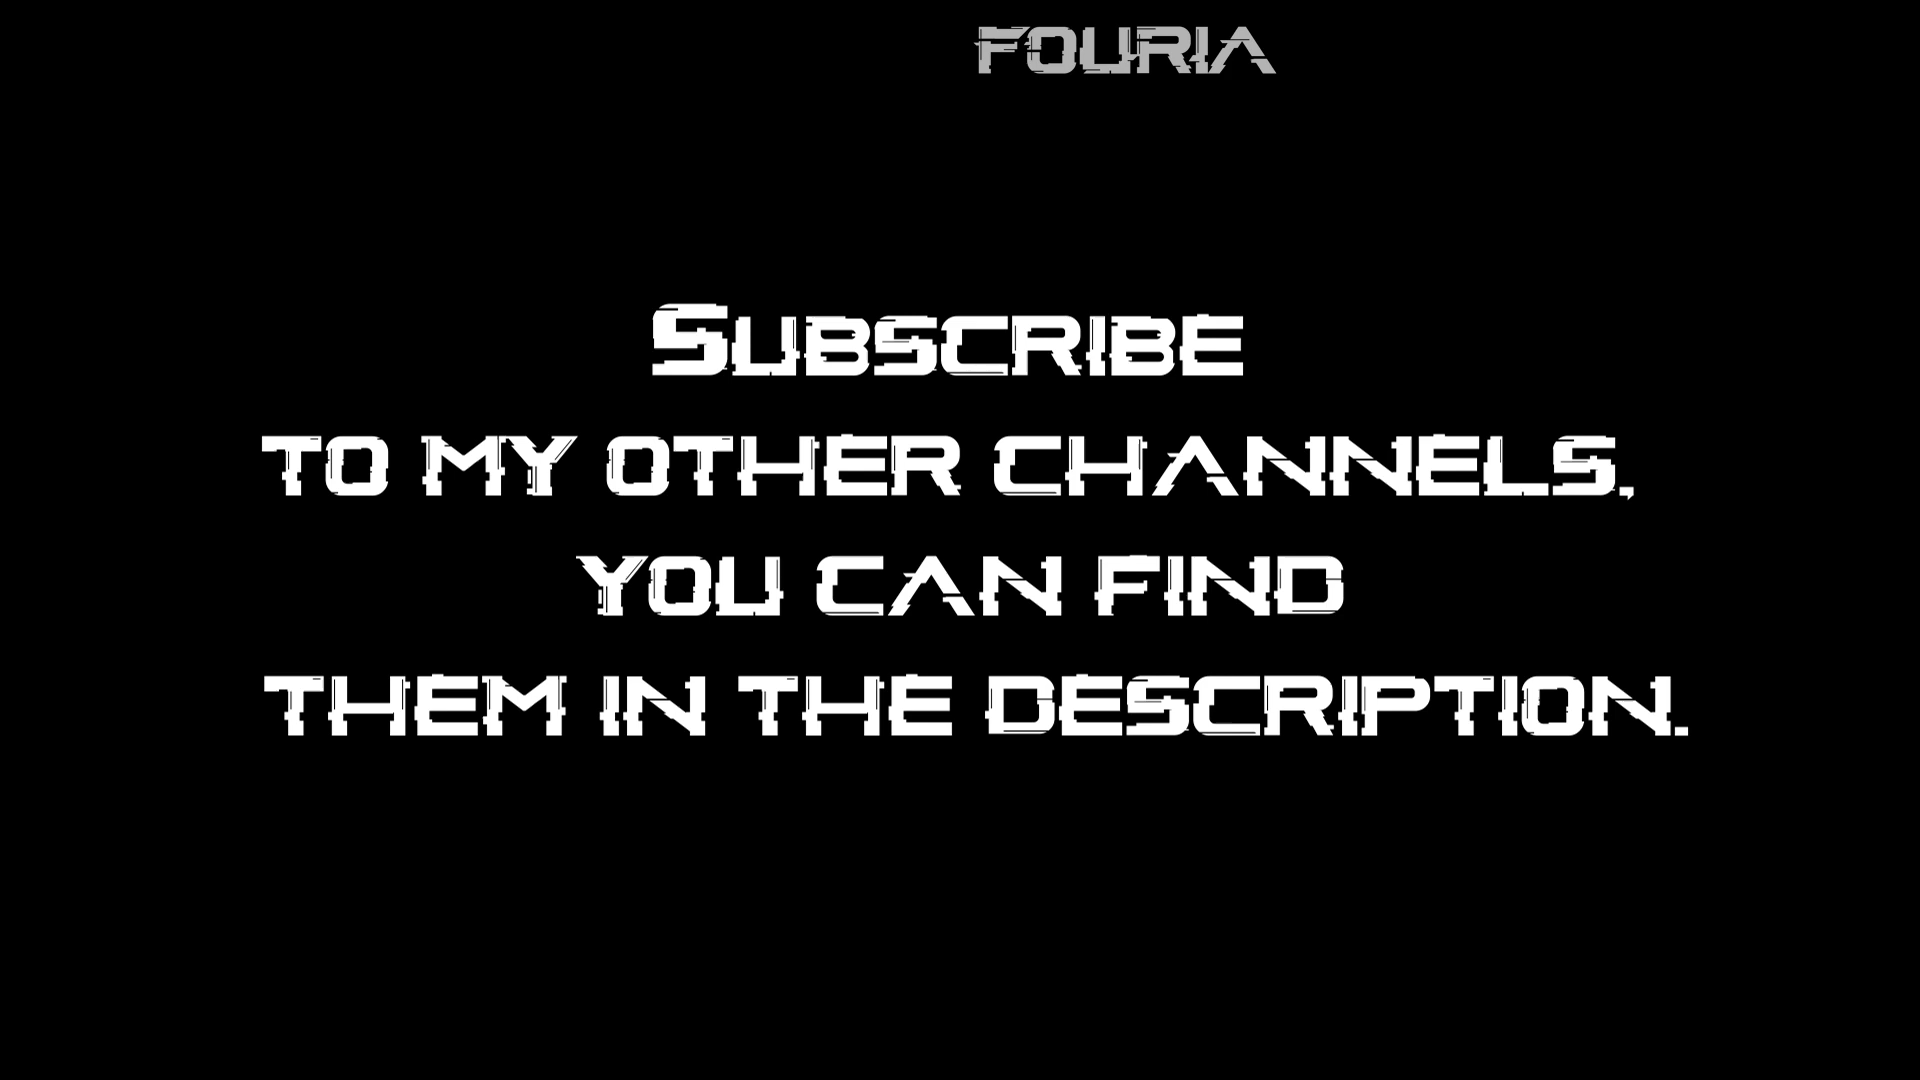 FOURIA
Subscribe
to my other channels,
you can find
them in the description.